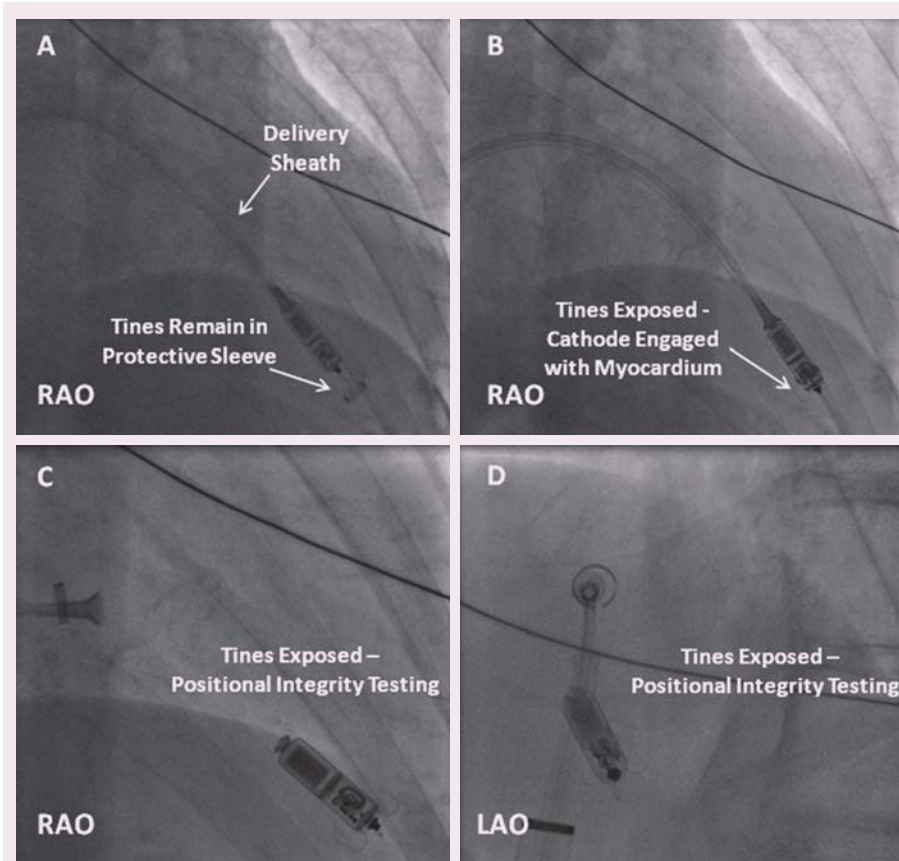 A
Delivery
Sheath
Tines Remain in
Protective Sleeve
RAO
B
Tines Exposed -
Cathode Engaged
with Myocardium
RAO
C
Tines Exposed –
Positional Integrity Testing
RAO
D
Tines Exposed –
Positional Integrity Testing
LAO